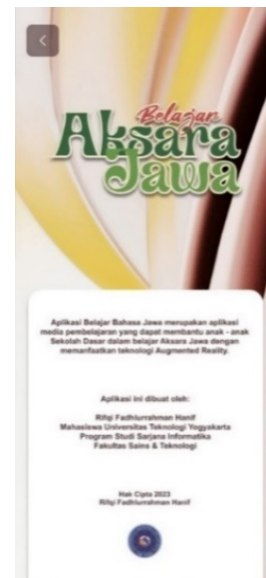 Belajar
Aksara
Jawa
Aplikasi Belajar Bahasa Jawa merupakan aplikasi
media pembelajaran yang dapat membantu anak - anak
Sekolah Dasar dalam belajar Aksara Jawa dengan
memanfaatkan teknologi Augmented Reality.
Aplikasi ini dibuat oleh:
Rifqi Fadhlurrahman Hanif
Mahasiswa Universitas Teknologi Yogyakarta
Program Studi Sarjana Informatika
Fakultas Sains & Teknologi
Hak Cipta 2023
Rifqi Fadhlurrahman Hanif